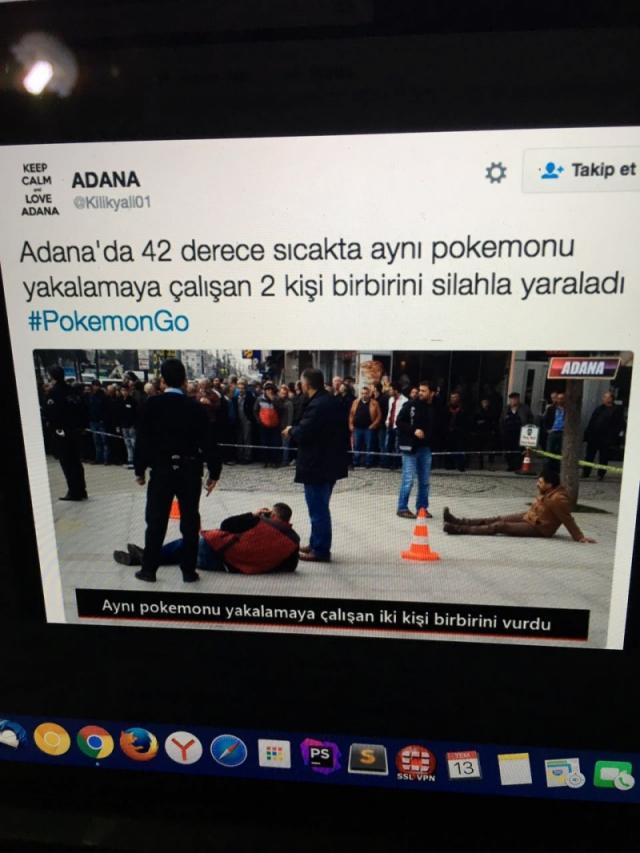 KEEP
CALM
and
LOVE
ADANA
ADANA
@Kilikyali01
Takip et
Adana'da 42 derece sıcakta aynı pokemonu
yakalamaya çalışan 2 kişi birbirini silahla yaraladı
#PokemonGo
ADANA
Aynı pokemonu yakalamaya çalışan iki kişi birbirini vurdu
PS
S
SSL VPN
TEM
13